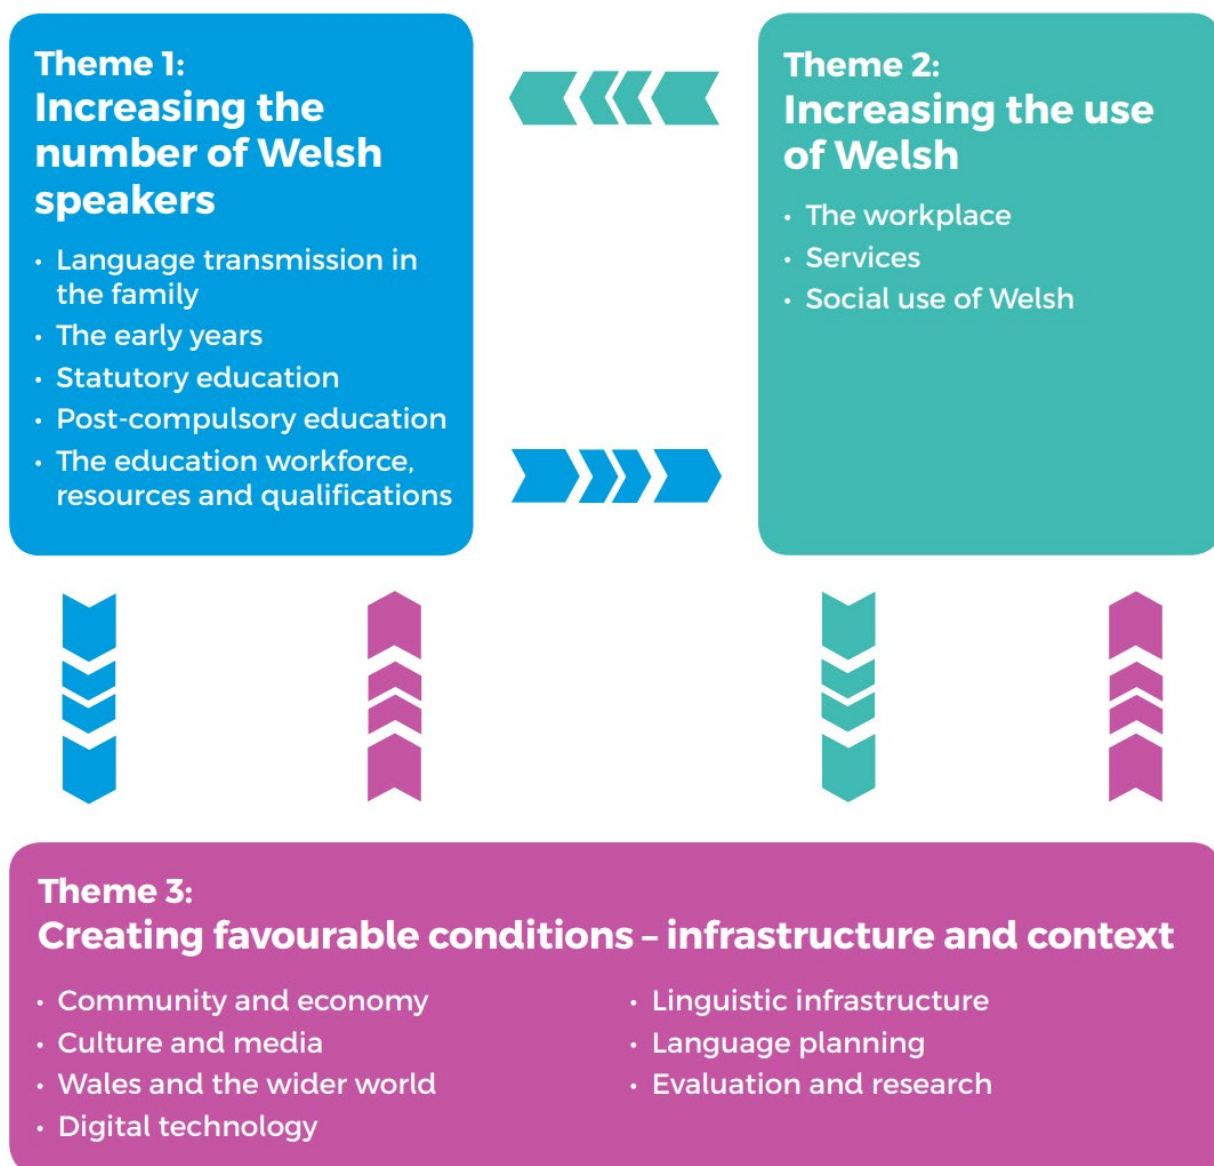 Theme 1:
Increasing the
number of Welsh
speakers
• Language transmission in
the family
• The early years
• Statutory education
• Post-compulsory education
• The education workforce,
resources and qualifications
Theme 2:
Increasing the use
of Welsh
• The workplace
• Services
• Social use of Welsh
Theme 3:
Creating favourable conditions – infrastructure and context
• Community and economy
• Culture and media
• Wales and the wider world
• Digital technology
• Linguistic infrastructure
• Language planning
• Evaluation and research